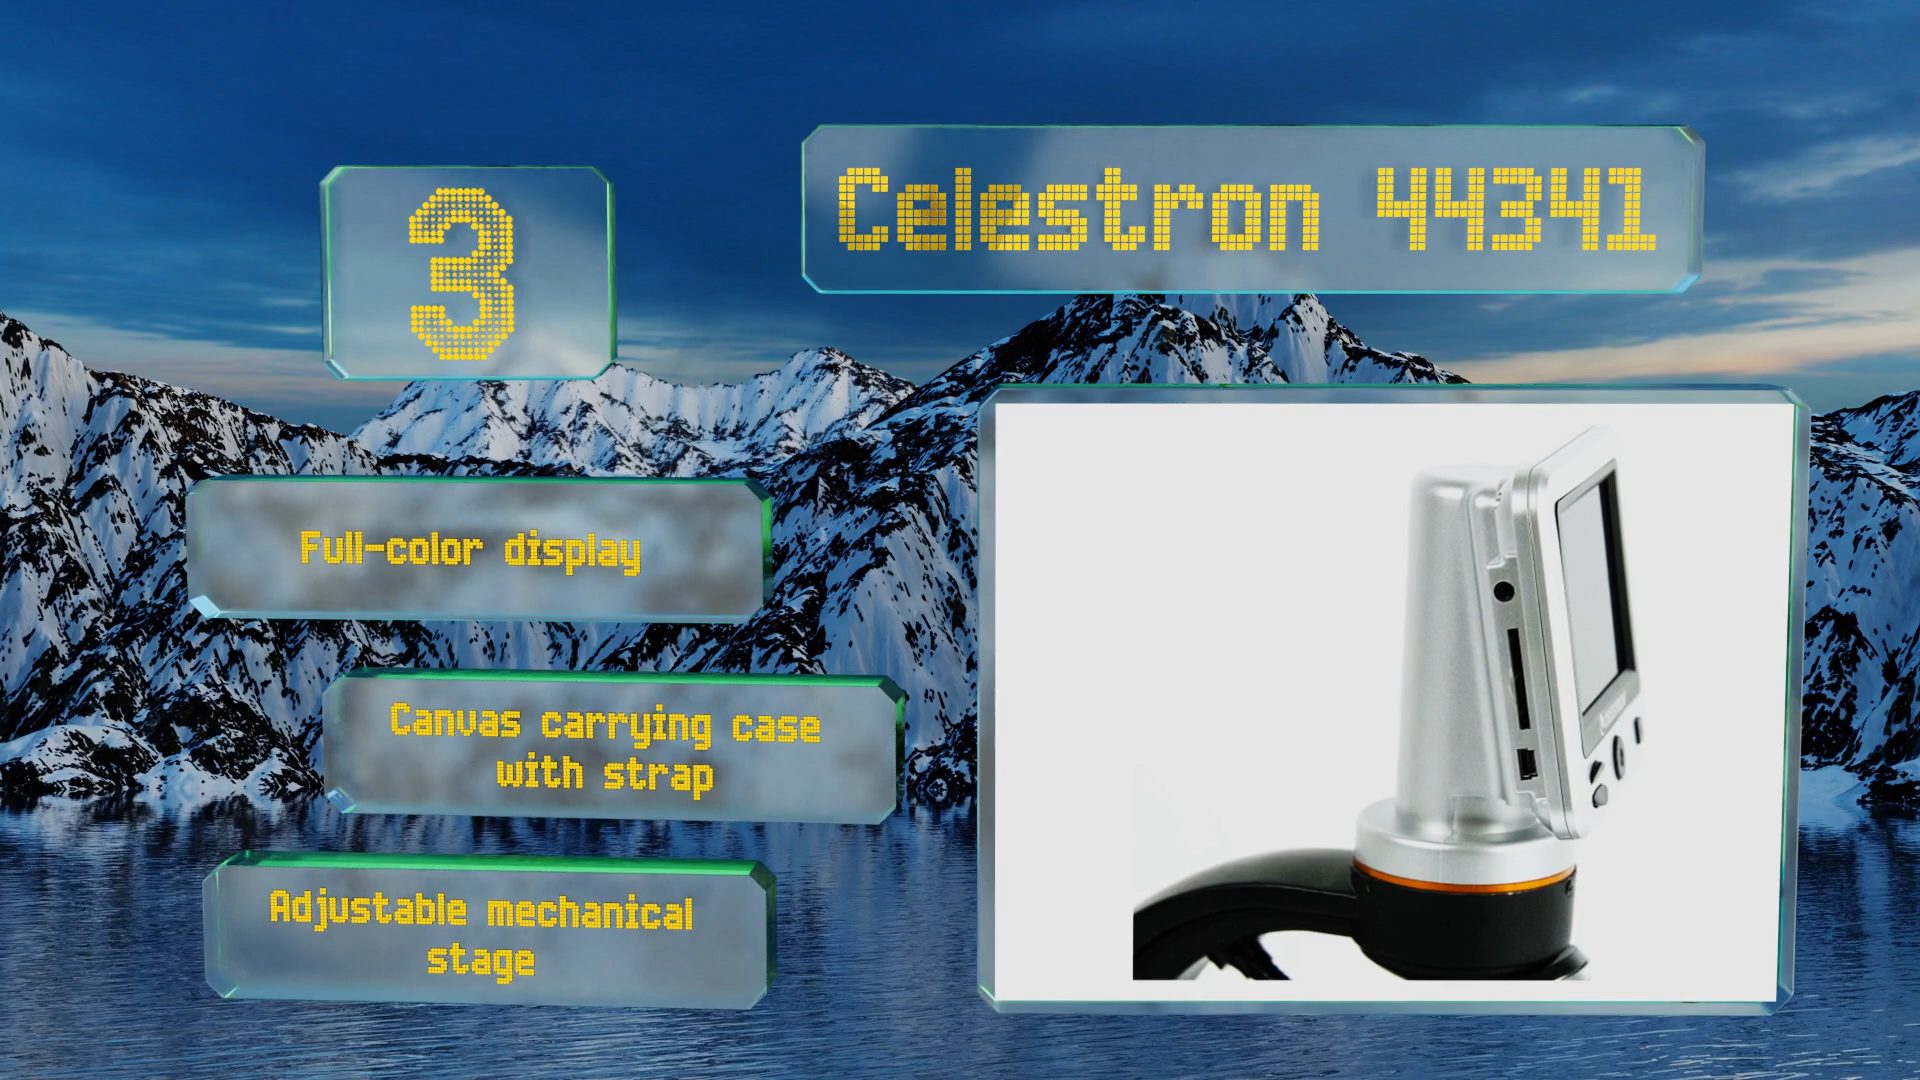 3
Celestron 44341
Full-color display
Canvas carrying case
with strap
Adjustable mechanical
stage